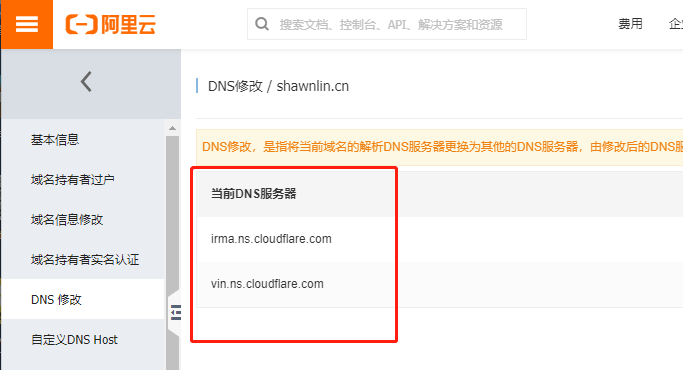 阿里云
搜索文档、控制台、API、解决方案和资源
费用
企
DNS修改 / shawnlin.cn
基本信息
域名持有者过户
域名信息修改
域名持有者实名认证
DNS 修改
自定义DNS Host
DNS修改，是指将当前域名的解析DNS服务器更换为其他的DNS服务器，由修改后的DNS服
当前DNS服务器
irma.ns.cloudflare.com
vin.ns.cloudflare.com